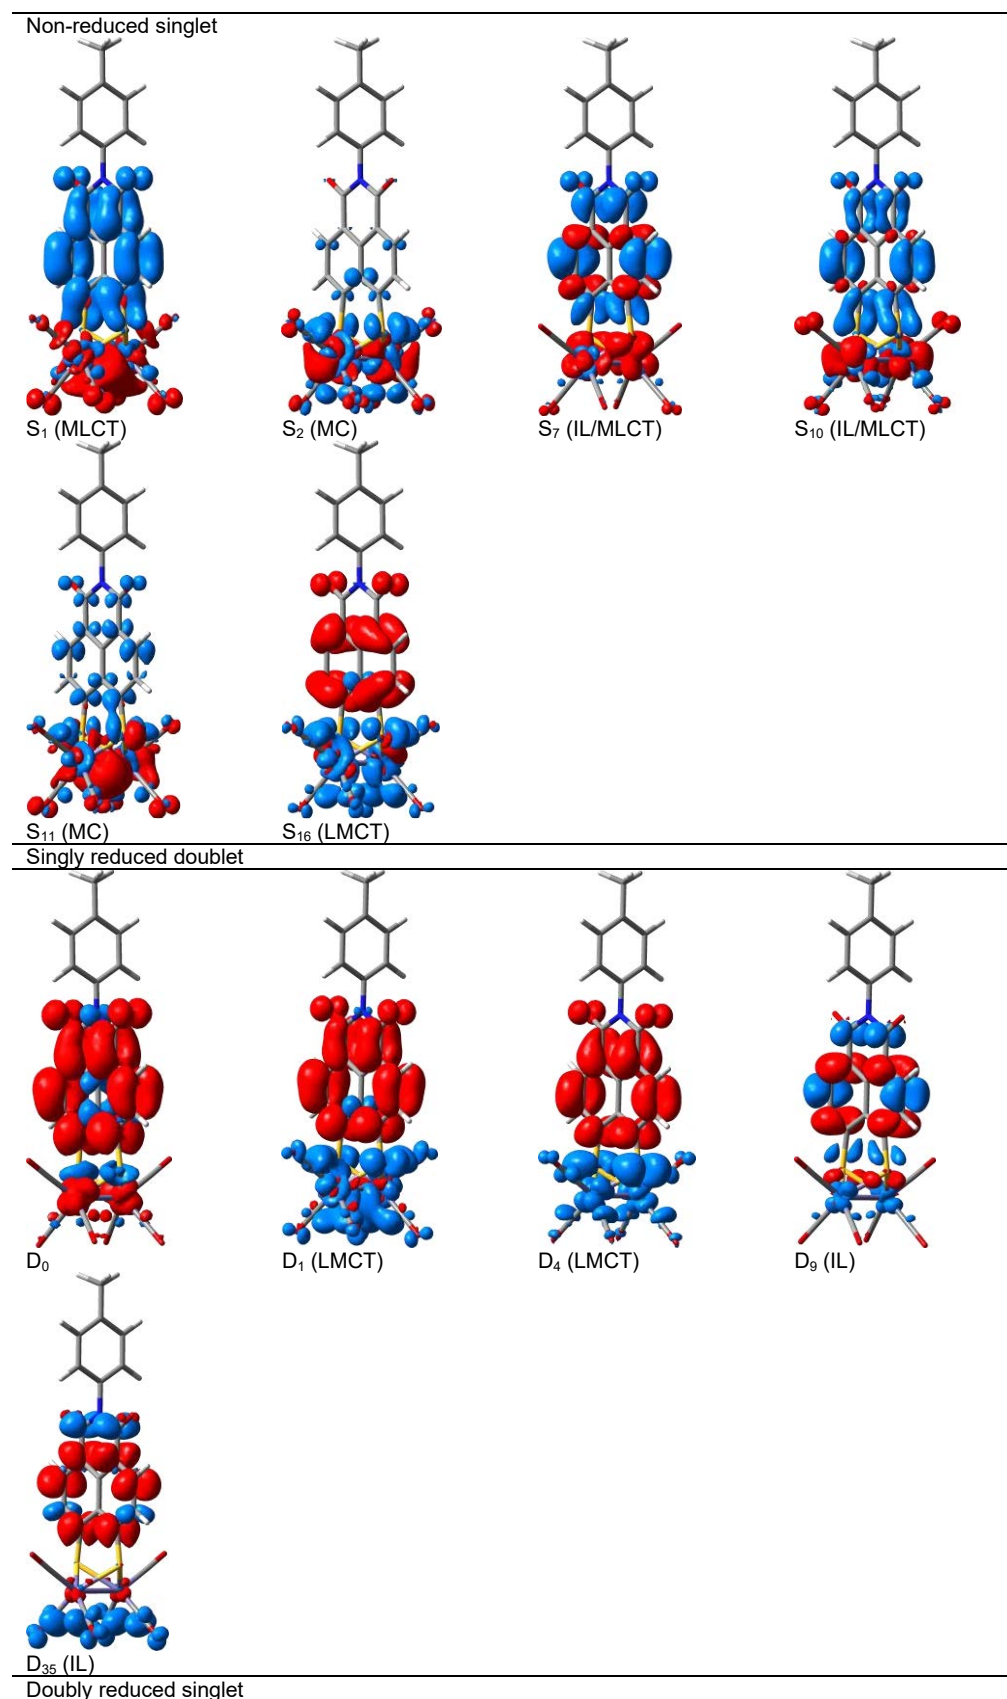 Non-reduced singlet
S₁ (MLCT)
S₂ (MC)
S₇ (IL/MLCT)
S₁₀ (IL/MLCT)
S₁₁ (MC)
S₁₆ (LMCT)
Singly reduced doublet
D₀
D₁ (LMCT)
D₄ (LMCT)
D₉ (IL)
D₃₅ (IL)
Doubly reduced singlet